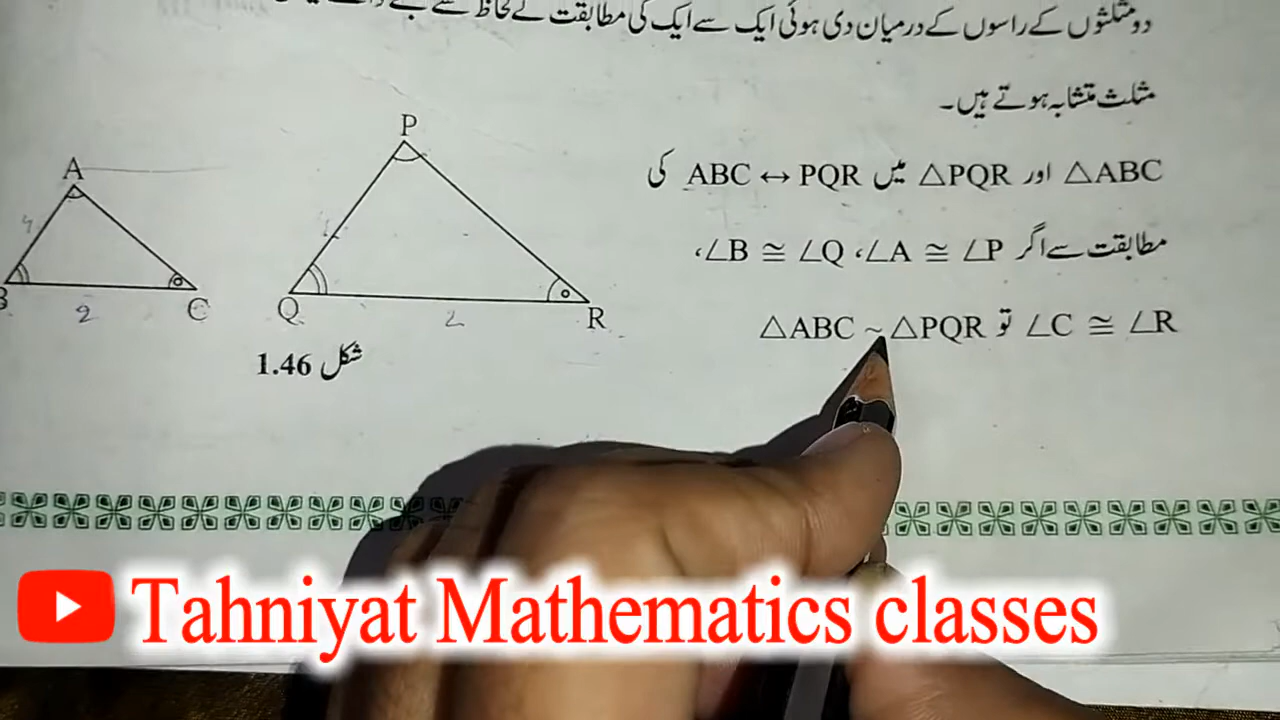 دو مثلثوں کے راسوں کے درمیان دی ہوئی ایک سے ایک کی مطابقت کے لحاظ سے
مثلث متشابہ ہوتے ہیں۔
△ABC اور △PQR میں ABC ↔ PQR کی
مطابقت سے اگر ∠A ≅ ∠P، ∠B ≅ ∠Q،
∠C ≅ ∠R تو △ABC ~ △PQR
A
B
C
2
P
Q
R
2
شکل 1.46
Tahniyat Mathematics classes